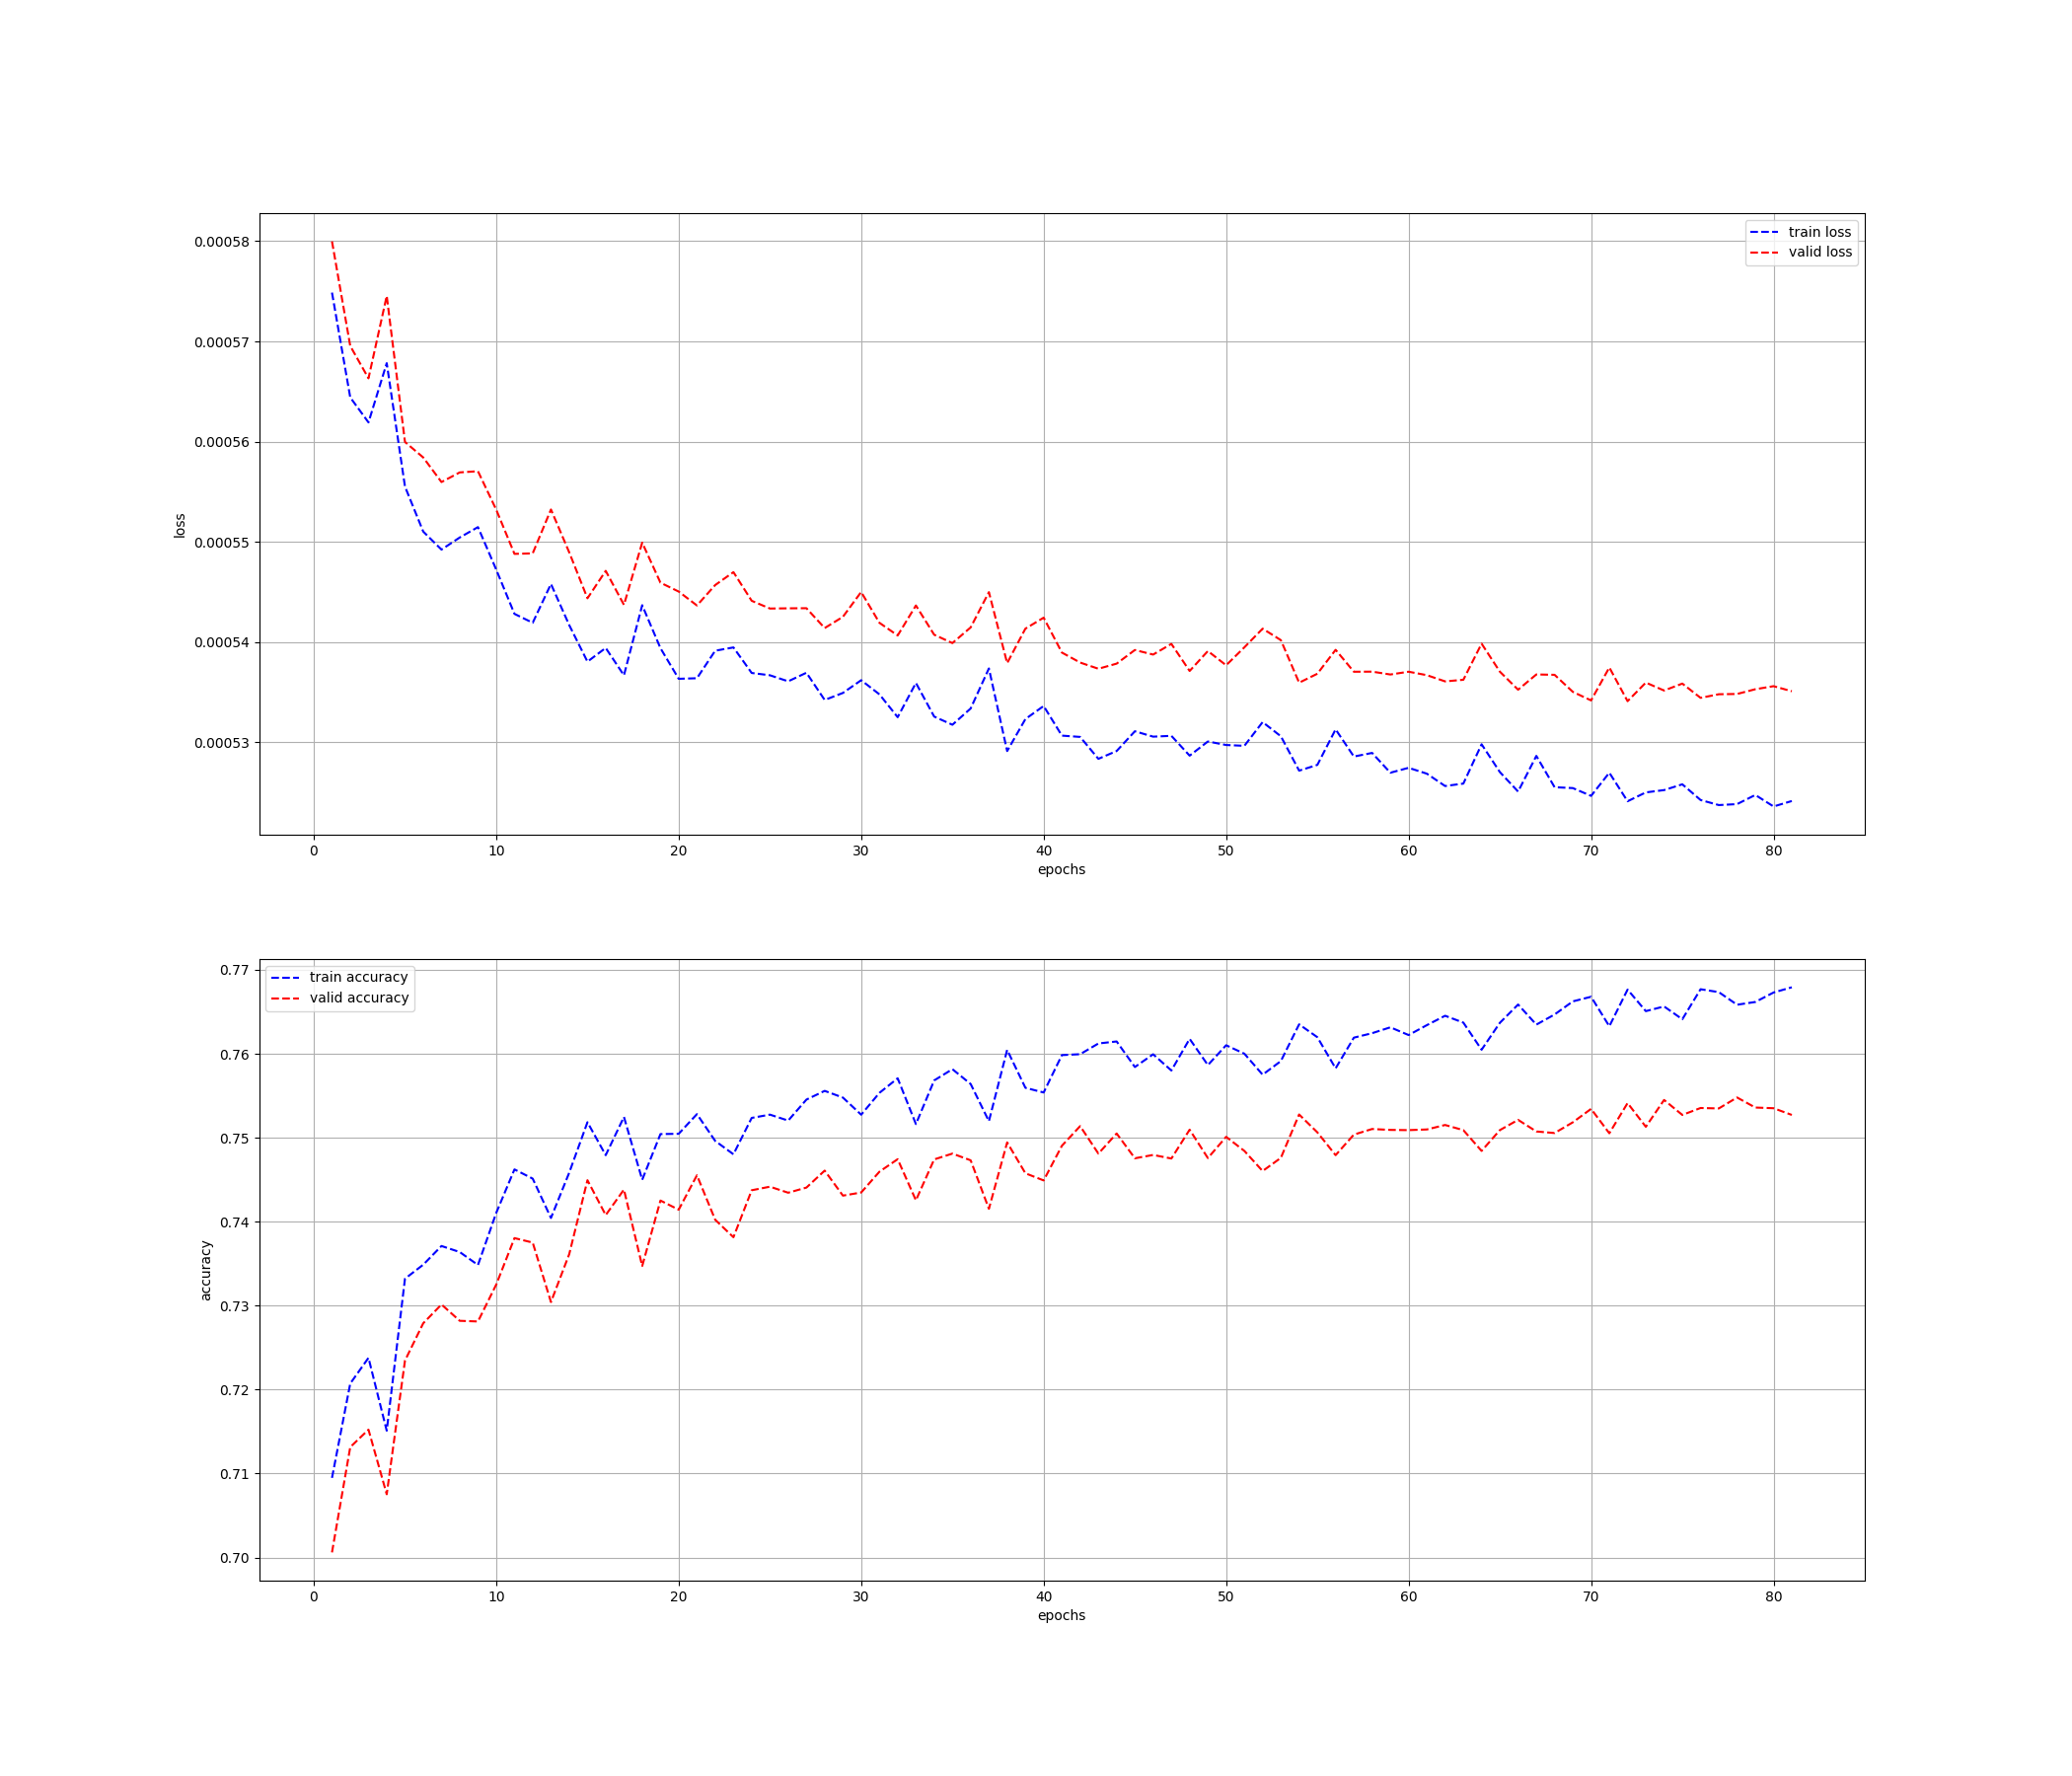 train loss
valid loss
0.00058
0.00057
0.00056
0.00055
0.00054
0.00053
loss
0 10 20 30 40 50 60 70 80
epochs
train accuracy
valid accuracy
0.77
0.76
0.75
0.74
0.73
0.72
0.71
0.70
accuracy
0 10 20 30 40 50 60 70 80
epochs